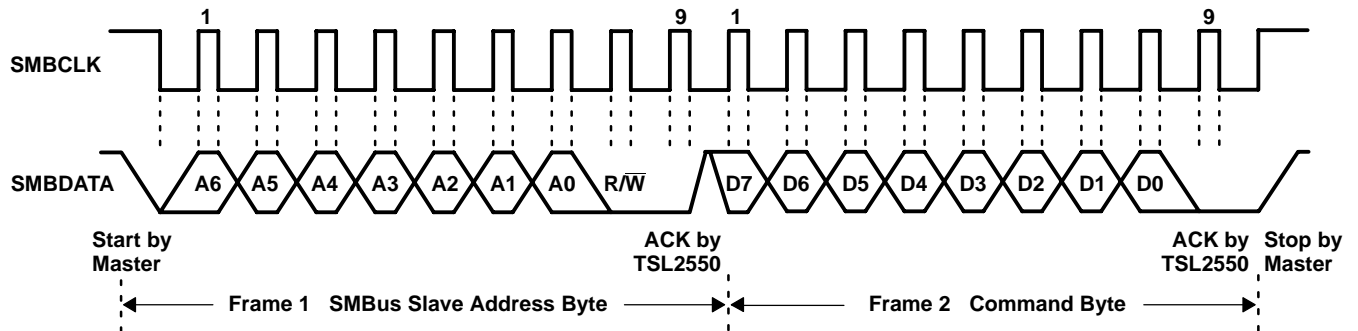 1 9 1 9
SMBCLK
SMBDATA A6 A5 A4 A3 A2 A1 A0 R/W̅ D7 D6 D5 D4 D3 D2 D1 D0
Start by Master
ACK by TSL2550
ACK by TSL2550
Stop by Master
Frame 1 SMBus Slave Address Byte
Frame 2 Command Byte